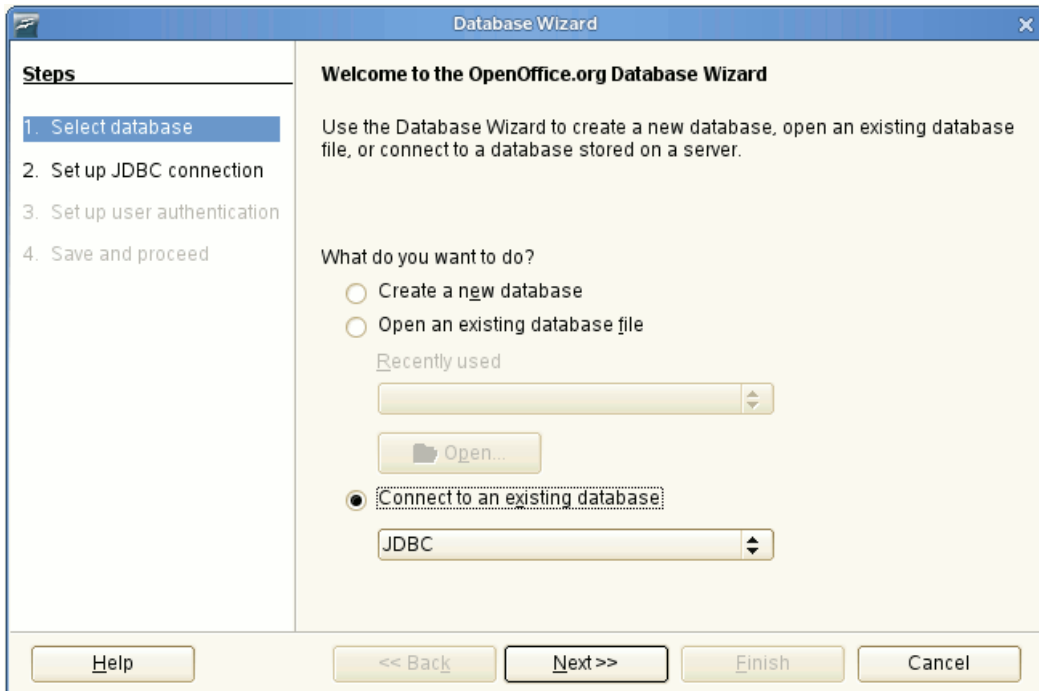 Database Wizard
Steps
1. Select database
2. Set up JDBC connection
3. Set up user authentication
4. Save and proceed
Welcome to the OpenOffice.org Database Wizard
Use the Database Wizard to create a new database, open an existing database
file, or connect to a database stored on a server.
What do you want to do?
Create a new database
Open an existing database file
Recently used
Open...
Connect to an existing database
JDBC
Help
<< Back
Next >>
Finish
Cancel